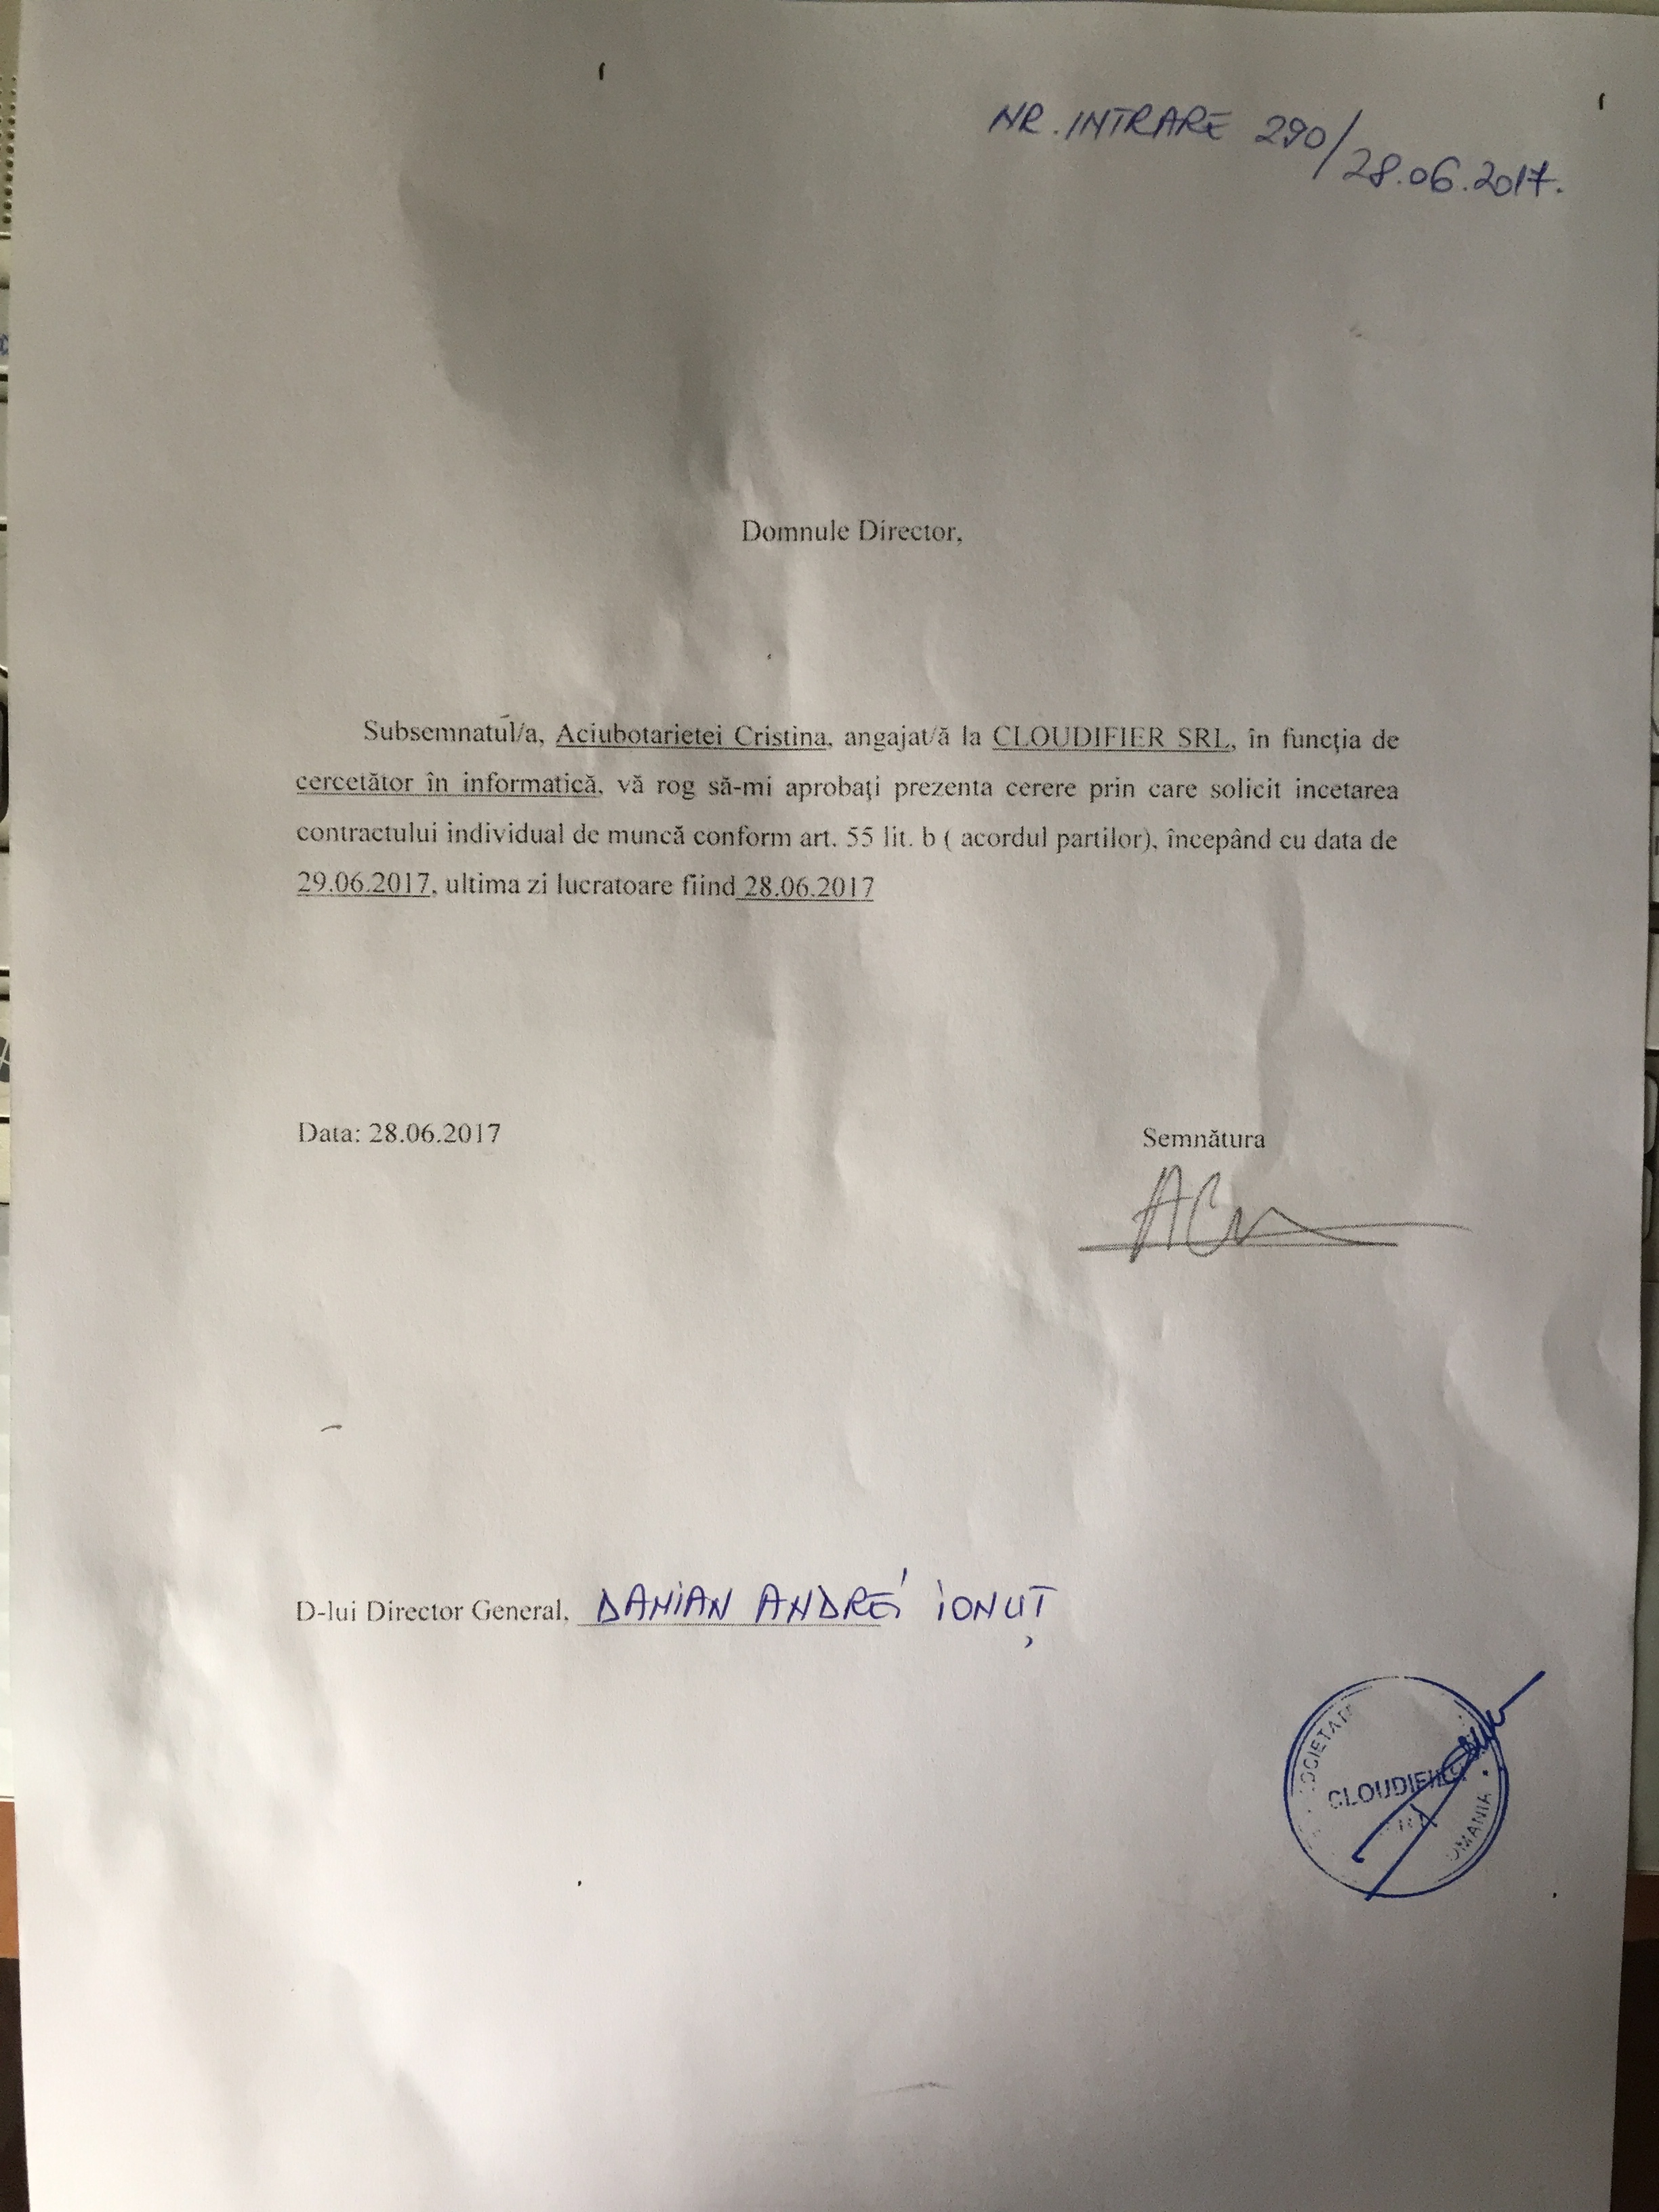 NR. INTRARE 290/28.06.2017.
Domnule Director,
Subsemnatul/a, Aciubotarietei Cristina, angajat/ă la CLOUDIFIER SRL, în funcţia de
cercetător în informatică, vă rog să-mi aprobaţi prezenta cerere prin care solicit incetarea
contractului individual de muncă conform art. 55 lit. b ( acordul partilor), începând cu data de
29.06.2017, ultima zi lucratoare fiind 28.06.2017
Data: 28.06.2017
Semnătura
D-lui Director General, DAMIAN ANDREI IONUȚ
CLOUDIFIER